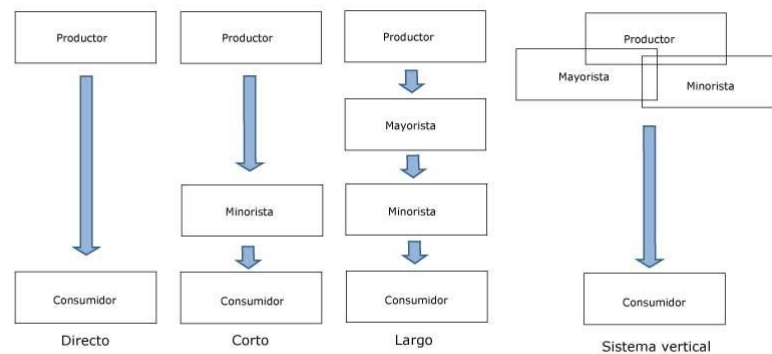 Productor
Consumidor
Directo
Productor
Minorista
Consumidor
Corto
Productor
Mayorista
Minorista
Consumidor
Largo
Productor
Mayorista
Minorista
Consumidor
Sistema vertical